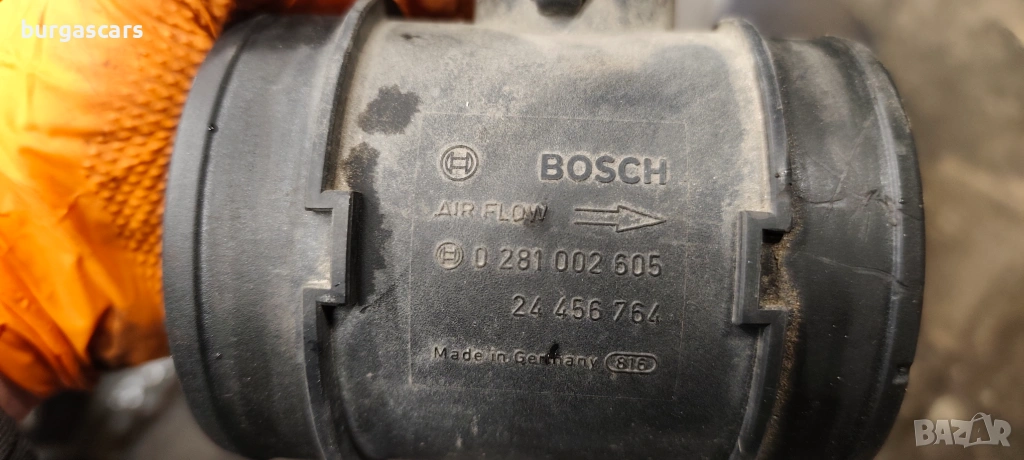 burgascars
BOSCH
AIR FLOW
0 281 002 605
24 456 764
Made in Germany 816
BAZAR